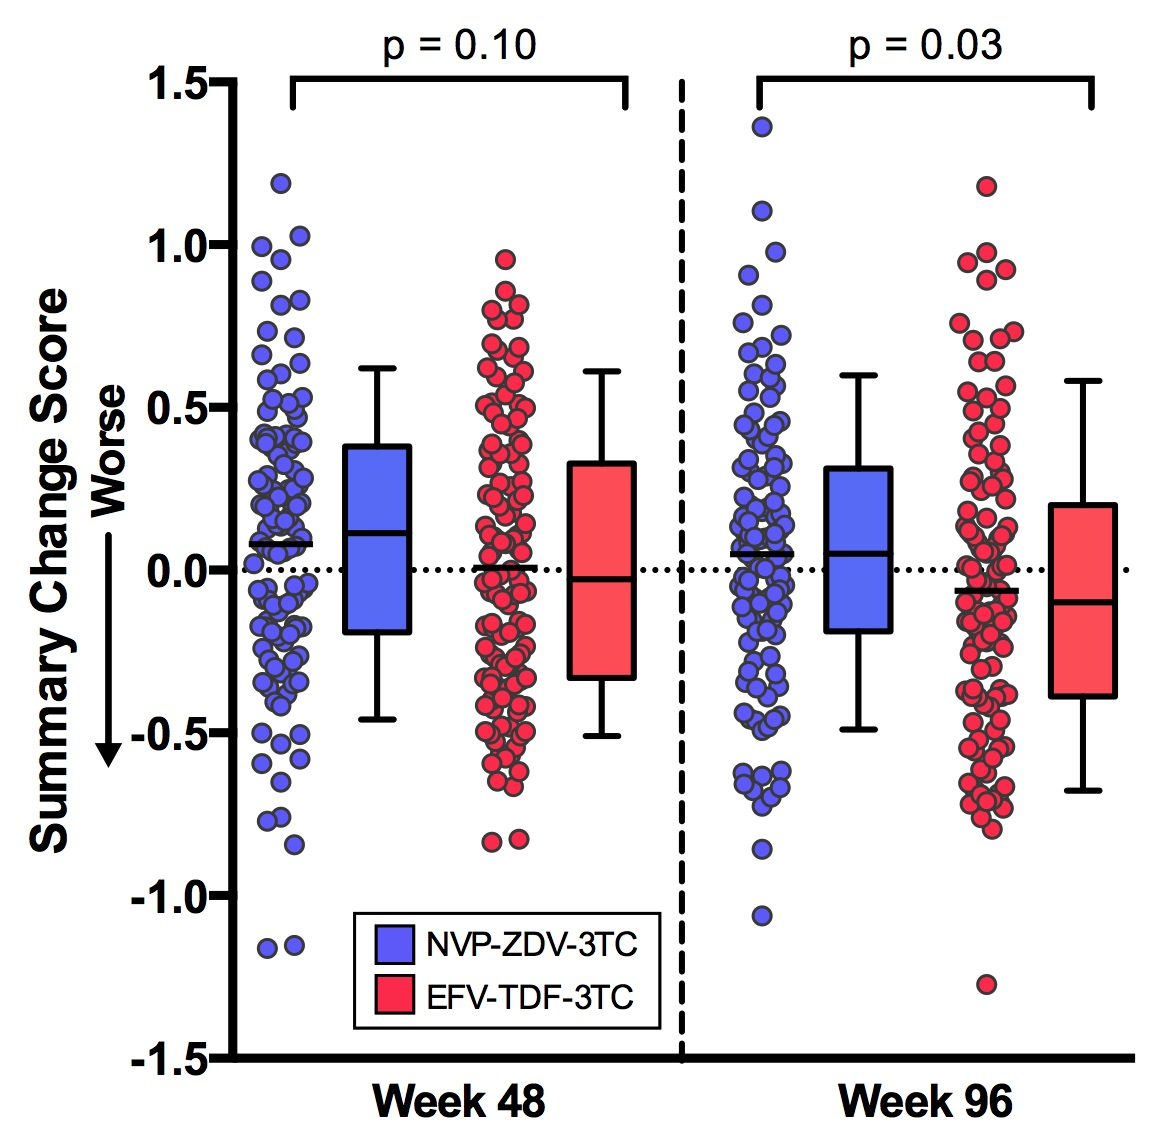 p = 0.10
p = 0.03
1.5
1.0
0.5
0.0
-0.5
-1.0
-1.5
Summary Change Score
Worse
NVP-ZDV-3TC
EFV-TDF-3TC
Week 48
Week 96